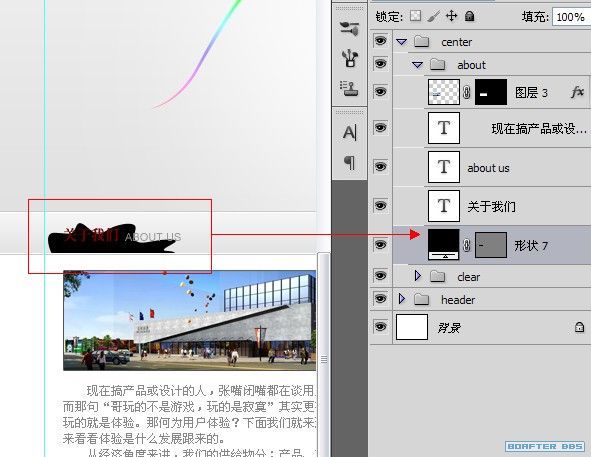 锁定:
填充: 100%
center
about
图层 3
fx
现在搞产品或设...
about us
关于我们
形状 7
clear
header
背景
关于我们 ABOUT US
现在搞产品或设计的人，张嘴闭嘴都在谈用
而那句“哥玩的不是游戏，玩的是寂寞”其实更
玩的就是体验。那何为用户体验？下面我们就来
来看看体验是什么发展跟来的。
从经济角度来讲，我们的供给物分：产品、
BOAFTER BBS